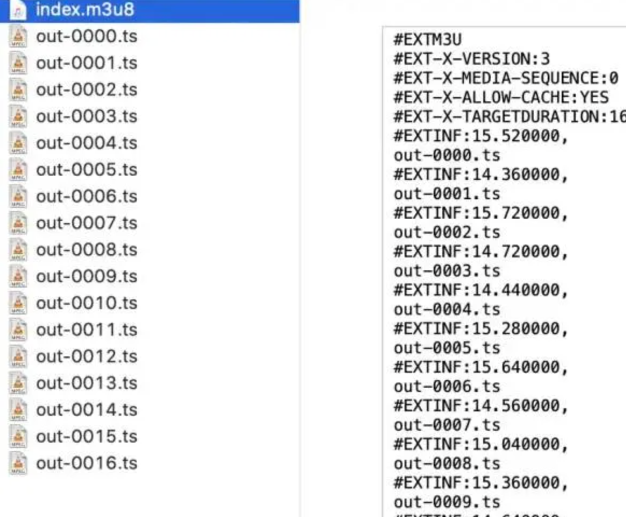 index.m3u8
out-0000.ts
out-0001.ts
out-0002.ts
out-0003.ts
out-0004.ts
out-0005.ts
out-0006.ts
out-0007.ts
out-0008.ts
out-0009.ts
out-0010.ts
out-0011.ts
out-0012.ts
out-0013.ts
out-0014.ts
out-0015.ts
out-0016.ts
#EXTM3U
#EXT-X-VERSION:3
#EXT-X-MEDIA-SEQUENCE:0
#EXT-X-ALLOW-CACHE:YES
#EXT-X-TARGETDURATION:16
#EXTINF:15.520000,
out-0000.ts
#EXTINF:14.360000,
out-0001.ts
#EXTINF:15.720000,
out-0002.ts
#EXTINF:14.720000,
out-0003.ts
#EXTINF:14.440000,
out-0004.ts
#EXTINF:15.280000,
out-0005.ts
#EXTINF:15.640000,
out-0006.ts
#EXTINF:14.560000,
out-0007.ts
#EXTINF:15.040000,
out-0008.ts
#EXTINF:15.360000,
out-0009.ts